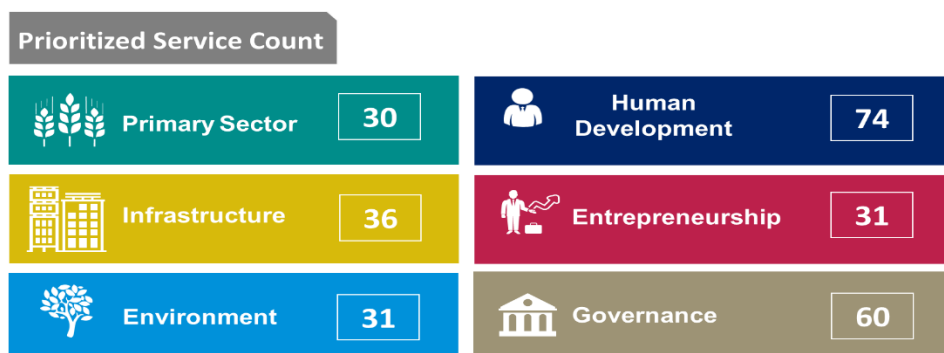 Prioritized Service Count
Primary Sector 30
Human
Development 74
Infrastructure 36
Entrepreneurship 31
Environment 31
Governance 60